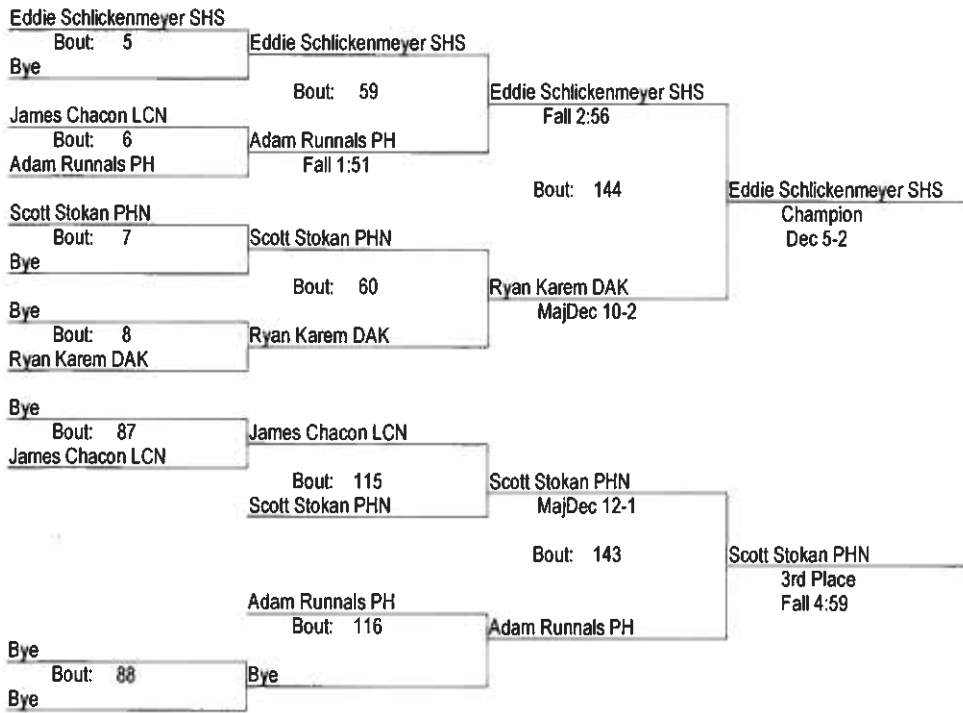 Eddie Schlickenmeyer SHS
Bout: 5
Bye
Eddie Schlickenmeyer SHS
Bout: 59
James Chacon LCN
Bout: 6
Adam Runnals PH
Adam Runnals PH
Fall 1:51
Eddie Schlickenmeyer SHS
Fall 2:56
Bout: 144
Scott Stokan PHN
Bout: 7
Bye
Scott Stokan PHN
Bout: 60
Bye
Bout: 8
Ryan Karem DAK
Ryan Karem DAK
Ryan Karem DAK
MajDec 10-2
Eddie Schlickenmeyer SHS
Champion
Dec 5-2
Bye
Bout: 87
James Chacon LCN
James Chacon LCN
Bout: 115
Scott Stokan PHN
Scott Stokan PHN
MajDec 12-1
Bout: 143
Adam Runnals PH
Bout: 116
Bye
Bout: 88
Bye
Bye
Adam Runnals PH
Scott Stokan PHN
3rd Place
Fall 4:59